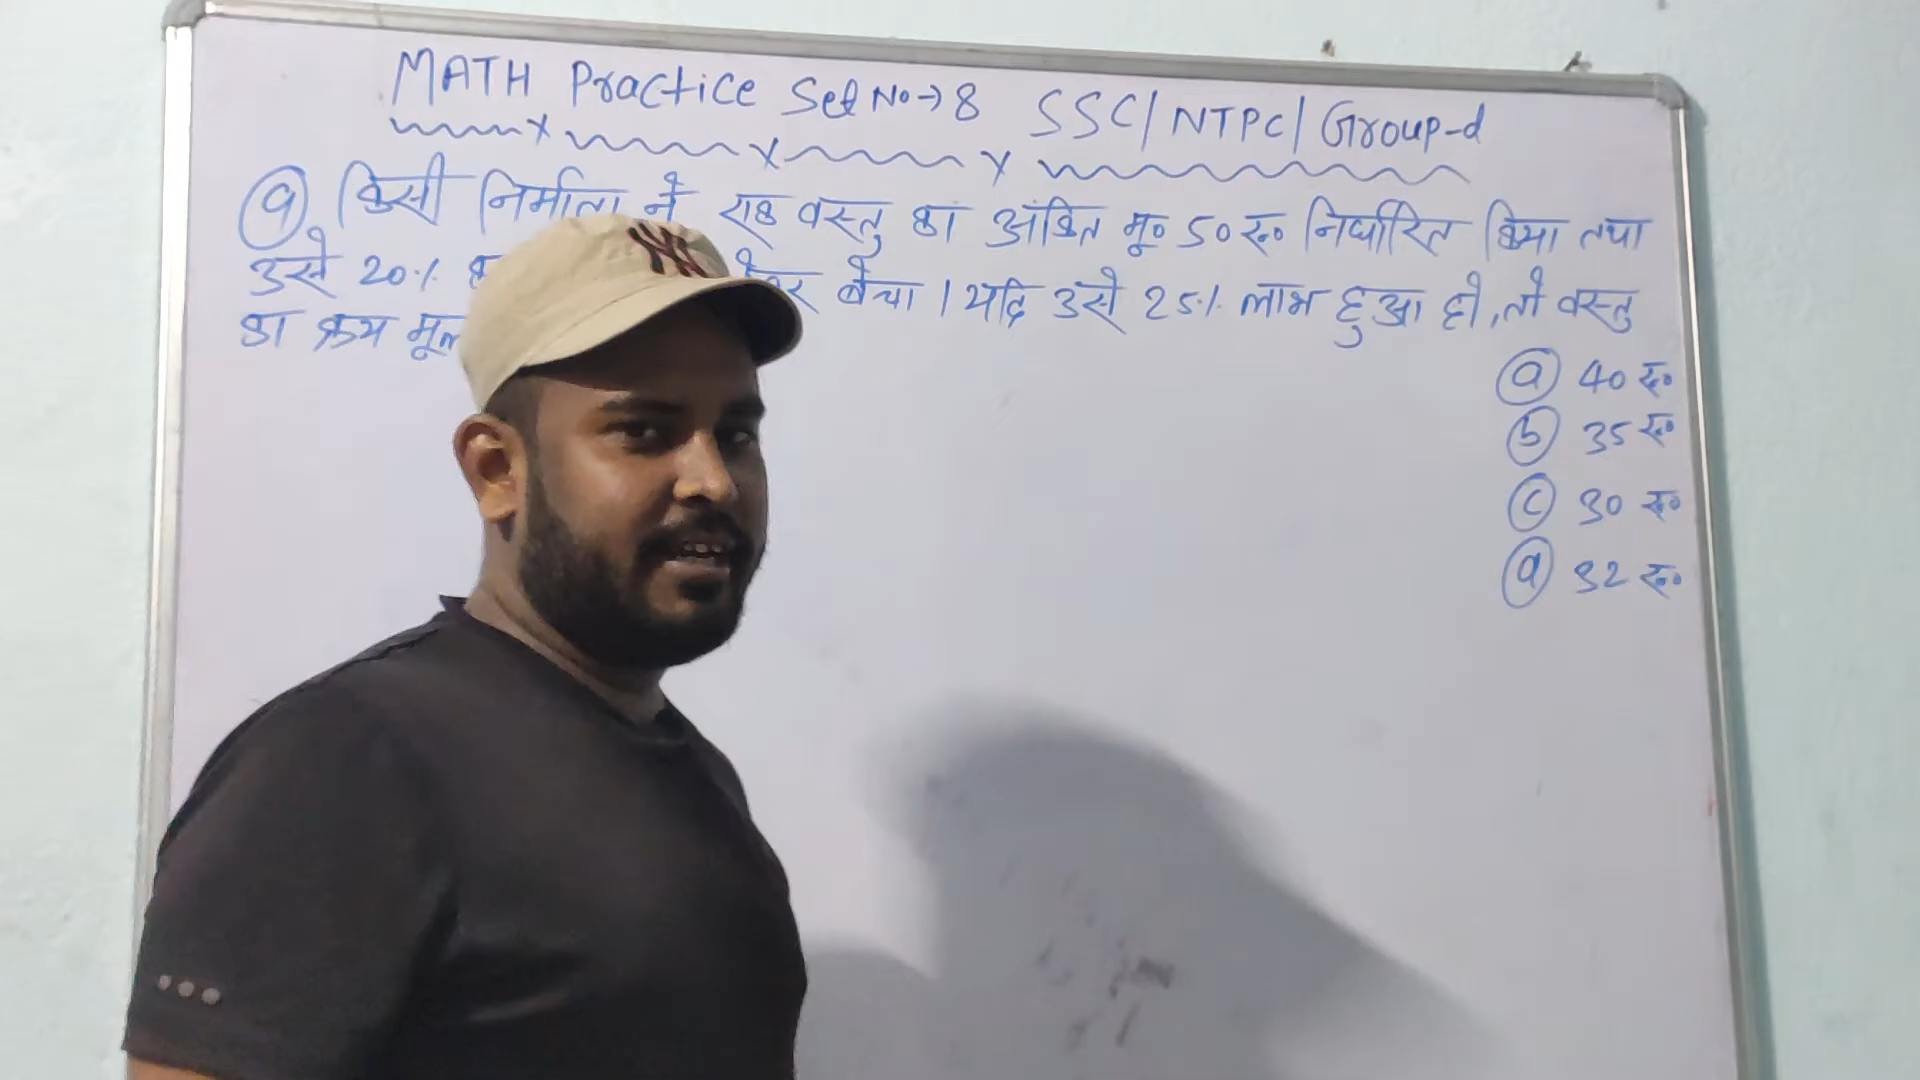 MATH Practice Set No→8 SSC/NTPC/Group-d
Q किसी निर्माता ने एक वस्तु का अंकित मू० 50 रू० निर्धारित किया तथा
उसे 20% बेचा । यदि उसे 25% लाभ हुआ हो, तो वस्तु
का क्रय
a 40 रू०
b 35 रू०
c 30 रू०
d 32 रू०
NY